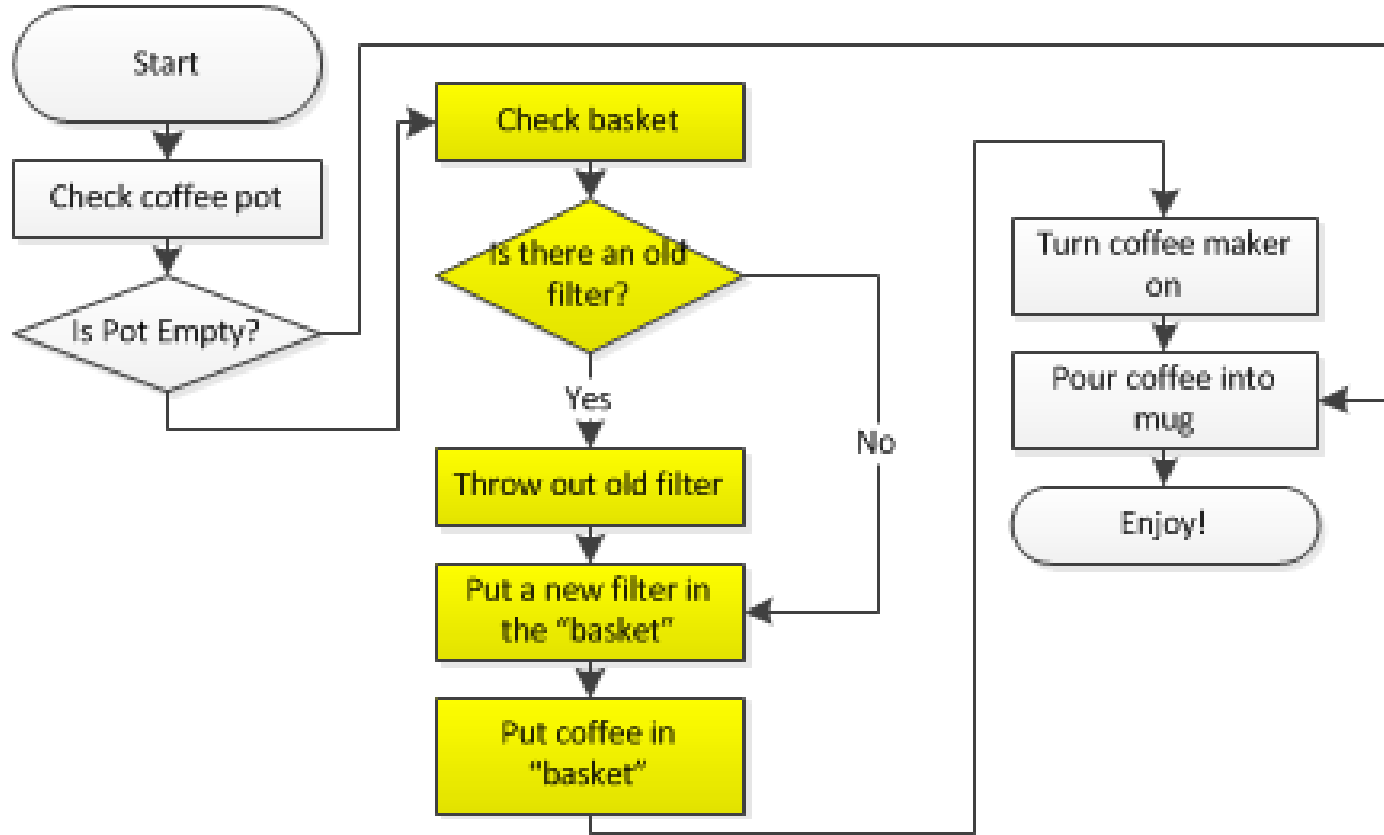 Start
Check coffee pot
Is Pot Empty?
Check basket
Is there an old
filter?
Yes
No
Throw out old filter
Put a new filter in
the “basket”
Put coffee in
“basket”
Turn coffee maker
on
Pour coffee into
mug
Enjoy!